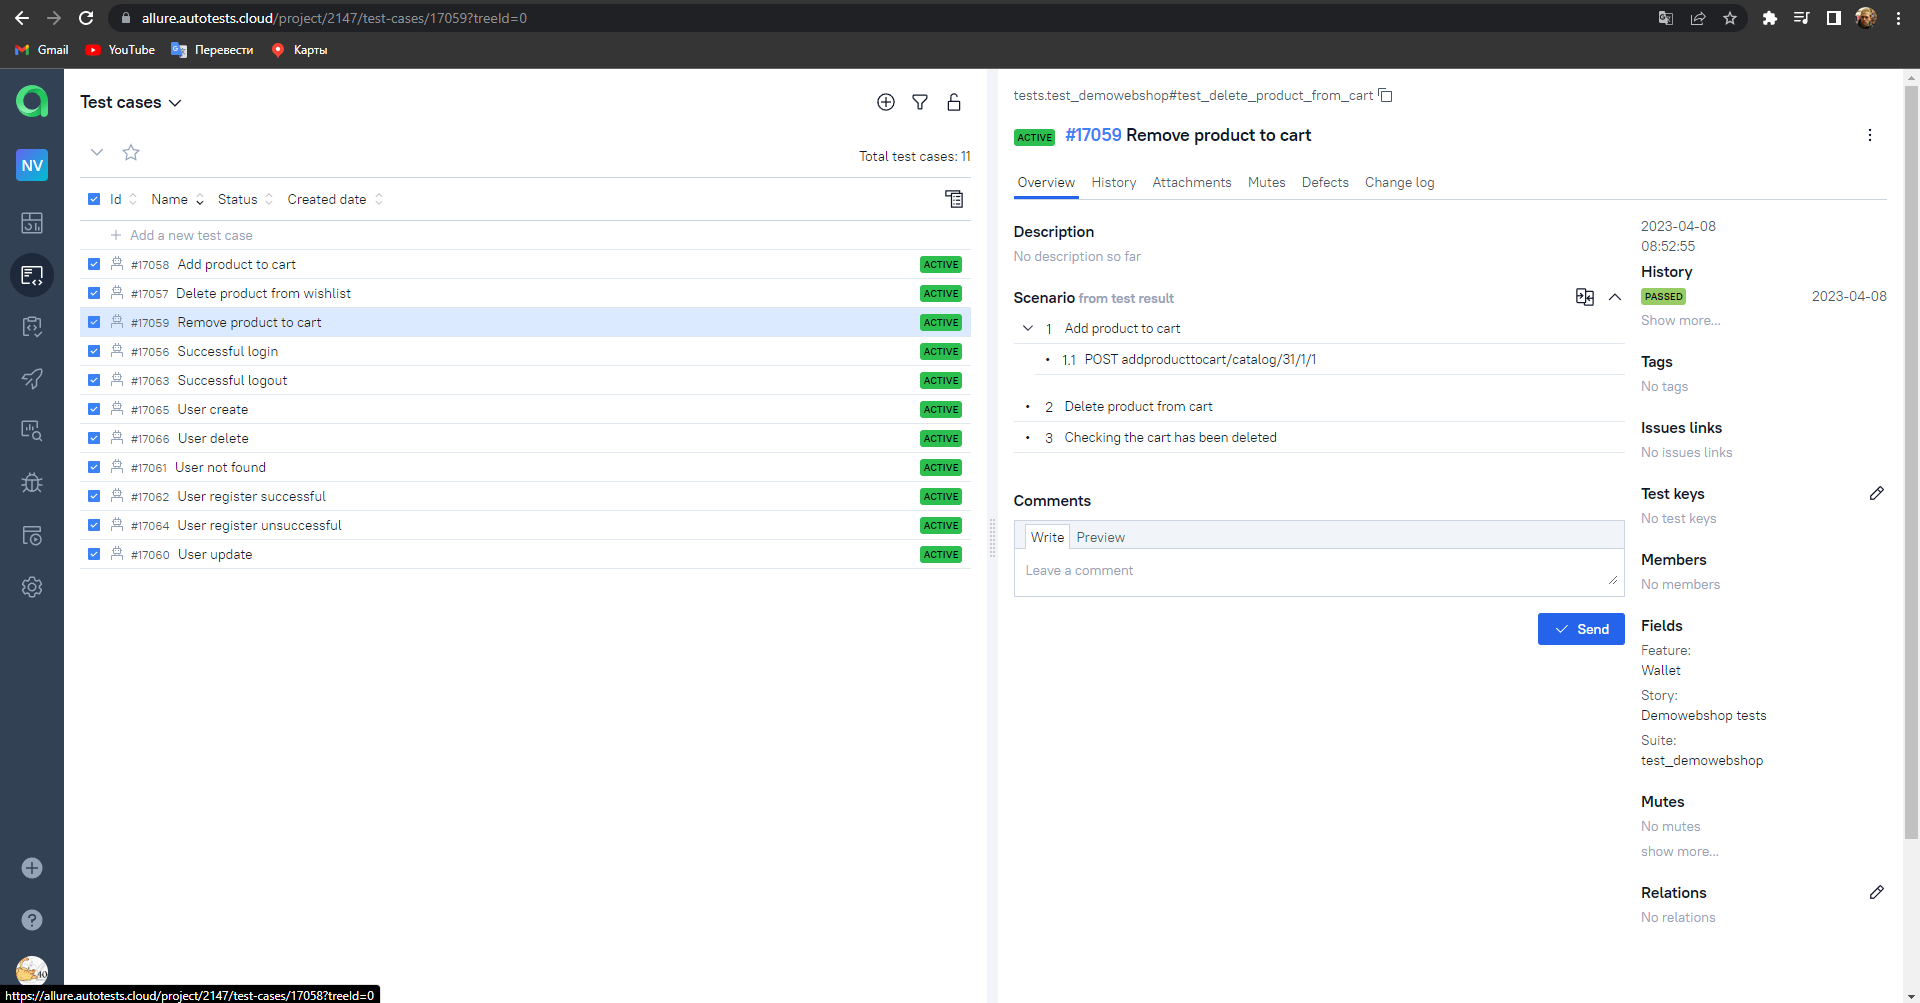 allure.autotests.cloud/project/2147/test-cases/17059?treeId=0
Gmail
YouTube
Перевести
Карты
NV
Test cases
Total test cases: 11
Id Name Status Created date
Add a new test case
#17058 Add product to cart ACTIVE
#17057 Delete product from wishlist ACTIVE
#17059 Remove product to cart ACTIVE
#17056 Successful login ACTIVE
#17063 Successful logout ACTIVE
#17065 User create ACTIVE
#17066 User delete ACTIVE
#17061 User not found ACTIVE
#17062 User register successful ACTIVE
#17064 User register unsuccessful ACTIVE
#17060 User update ACTIVE
https://allure.autotests.cloud/project/2147/test-cases/17058?treeId=0
tests.test_demowebshop#test_delete_product_from_cart
ACTIVE #17059 Remove product to cart
Overview History Attachments Mutes Defects Change log
Description
No description so far
Scenario from test result
1 Add product to cart
1.1 POST addproducttocart/catalog/31/1/1
2 Delete product from cart
3 Checking the cart has been deleted
Comments
Write Preview
Leave a comment
Send
2023-04-08
08:52:55
History
PASSED 2023-04-08
Show more...
Tags
No tags
Issues links
No issues links
Test keys
No test keys
Members
No members
Fields
Feature:
Wallet
Story:
Demowebshop tests
Suite:
test_demowebshop
Mutes
No mutes
show more...
Relations
No relations